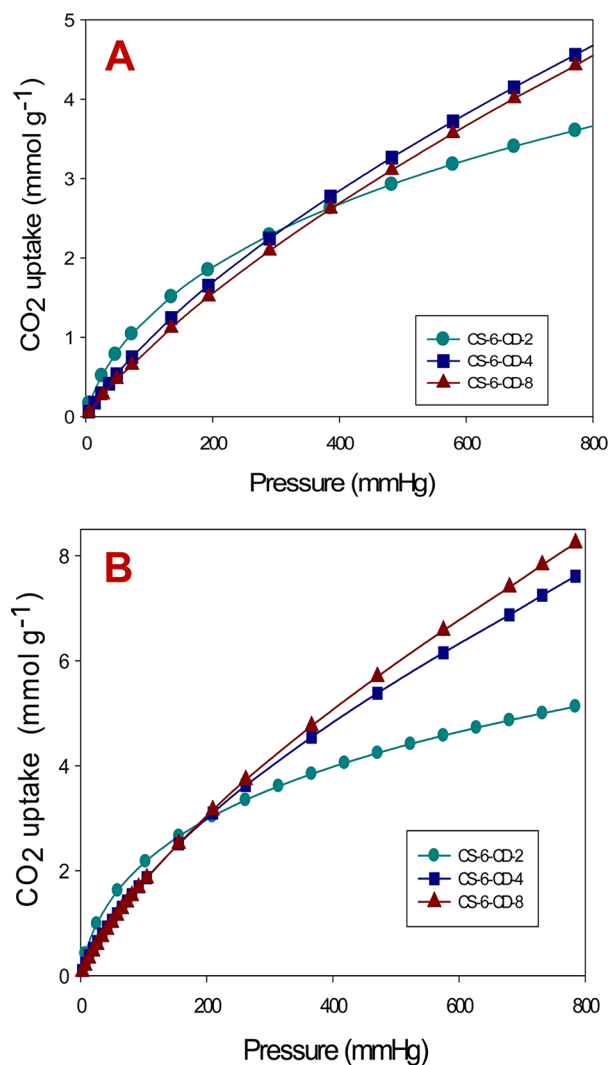 A
5
4
3
2
1
0
CO2 uptake (mmol g-1)
CS-6-CD-2
CS-6-CD-4
CS-6-CD-8
0 200 400 600 800
Pressure (mmHg)
B
8
6
4
2
0
CO2 uptake (mmol g-1)
CS-6-CD-2
CS-6-CD-4
CS-6-CD-8
0 200 400 600 800
Pressure (mmHg)